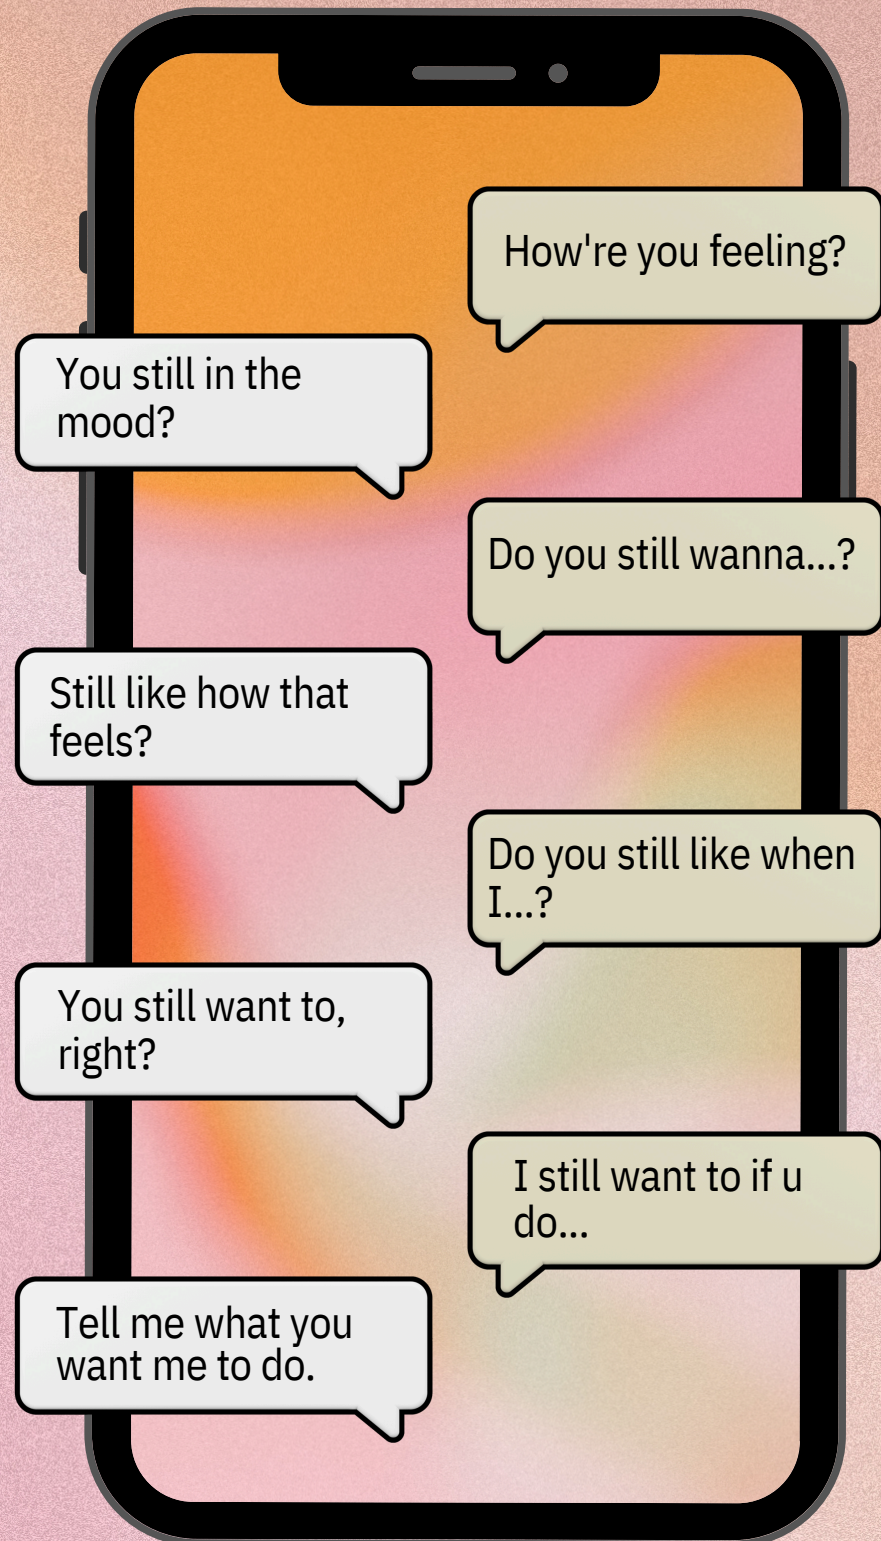 How're you feeling?
You still in the
mood?
Do you still wanna...?
Still like how that
feels?
Do you still like when
I...?
You still want to,
right?
I still want to if u
do...
Tell me what you
want me to do.